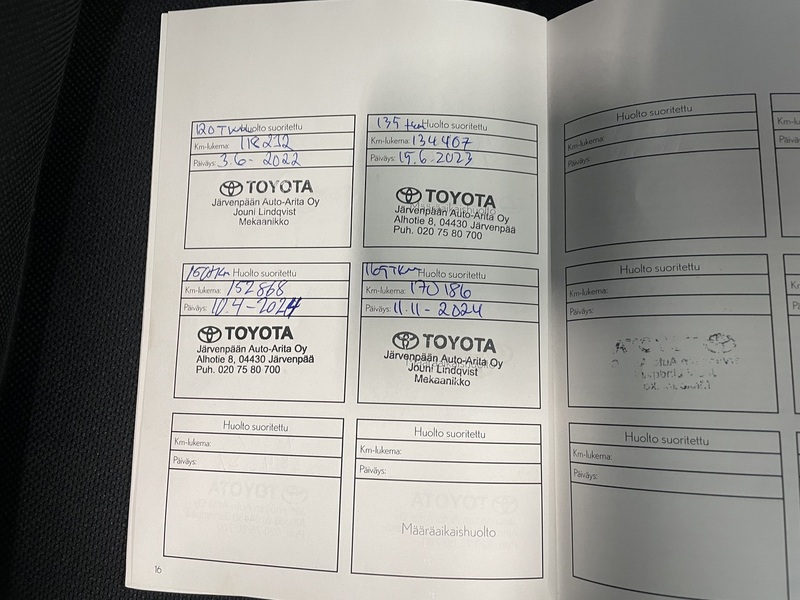 120 Tkm Huolto suoritettu
Km-lukema: 118212
Päiväys: 3.6-2022
TOYOTA
Järvenpään Auto-Arita Oy
Jouni Lindqvist
Mekaanikko
135 tkm Huolto suoritettu
Km-lukema: 134407
Päiväys: 15.6.2023
TOYOTA
Määräaikaishuolto
Järvenpään Auto-Arita Oy
Alhotie 8, 04430 Järvenpää
Puh. 020 75 80 700
Huolto suoritettu
Km-lukema: 152868
Päiväys: 10.4-2024
TOYOTA
Järvenpään Auto-Arita Oy
Alhotie 8, 04430 Järvenpää
Puh. 020 75 80 700
Huolto suoritettu
Km-lukema: 170186
Päiväys: 11.11-2024
TOYOTA
Järvenpään Auto-Arita Oy
Määräaikaishuolto
Jouni Lindqvist
Mekaanikko
Huolto suoritettu
Km-lukema:
Päiväys:
Huolto suoritettu
Km-lukema:
Päiväys:
Määräaikaishuolto
16
Huolto suoritettu
Km-lukema:
Päiväys:
Huolto suoritettu
Km-lukema:
Päiväys:
Huolto suoritettu
Km-lukema:
Päiväys: